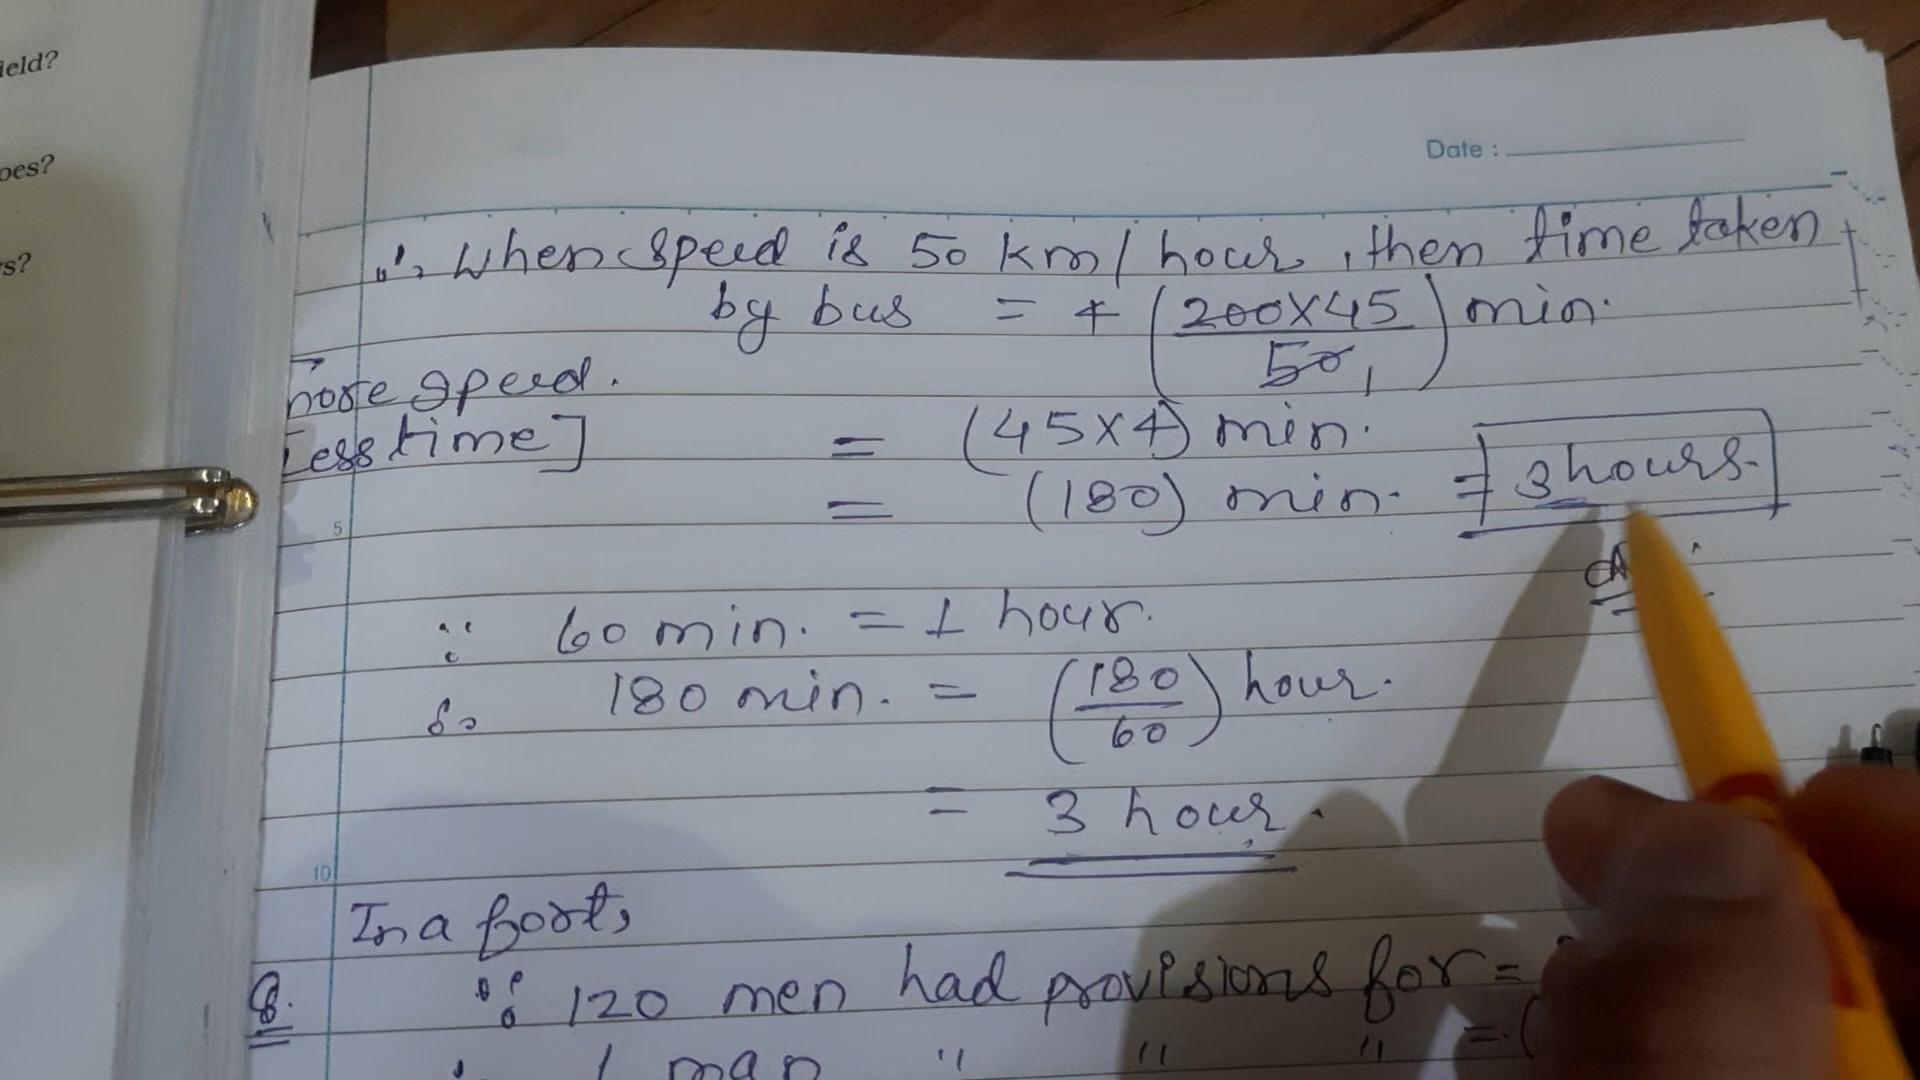 ield?
oes?
s?
Date :
∴ When speed is 50 km/hour, then time taken
by bus = 4 (200×45/50) min.
more speed.
Less time]
= (45×4) min.
= (180) min. = 3 hours.
5
∵ 60 min. = 1 hour.
So 180 min. = (180/60) hour.
= 3 hour.
10
In a fort,
8. ∵ 120 men had provisions for =
∴ 1 man " " " = (